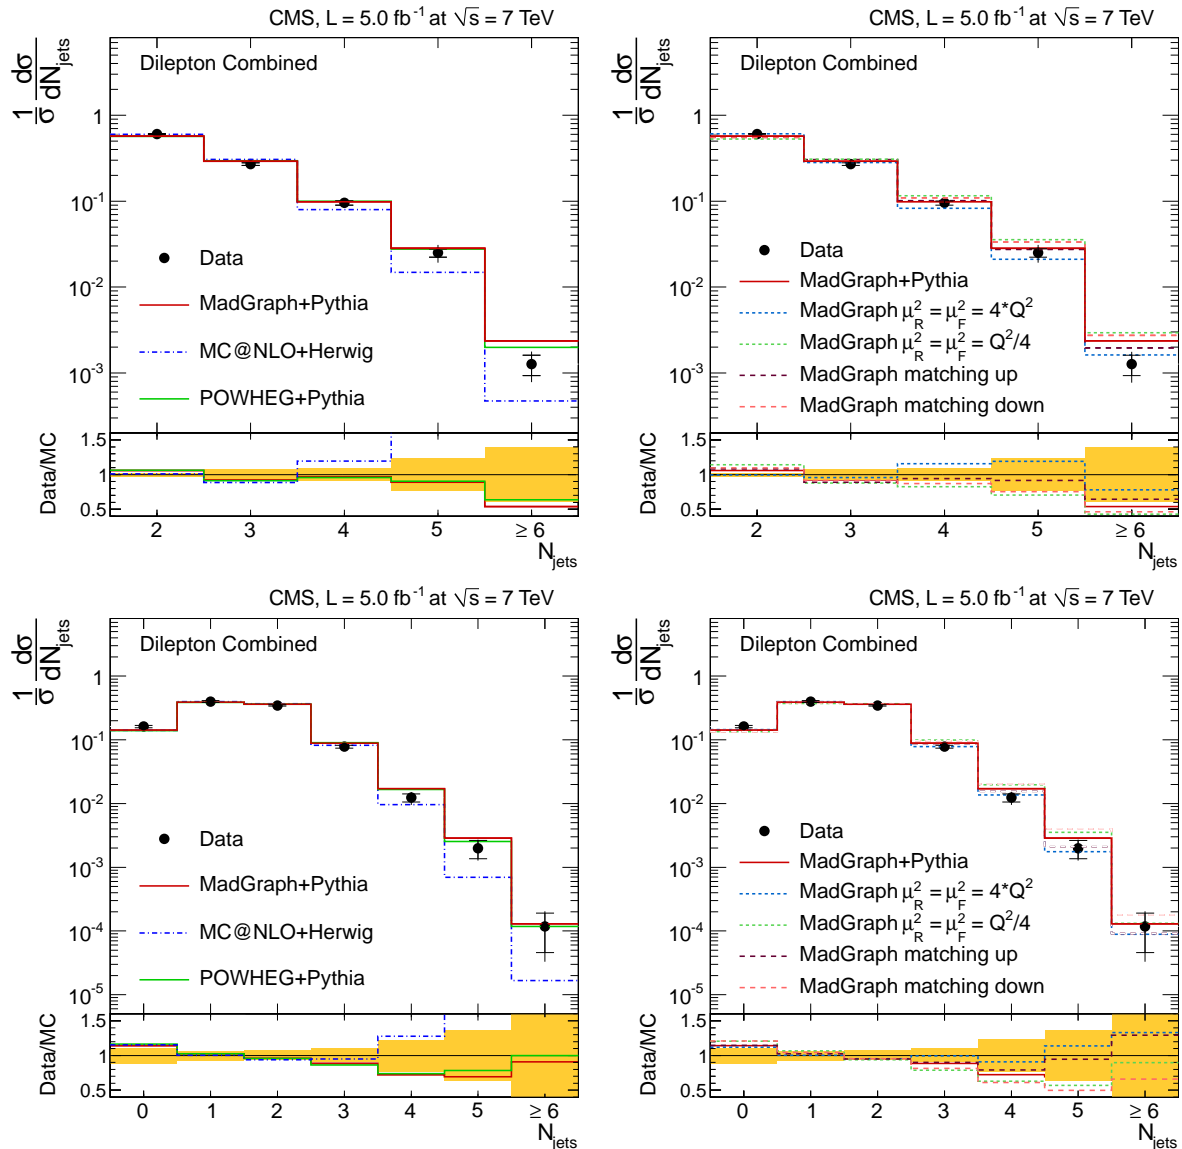 CMS, L = 5.0 fb⁻¹ at √s = 7 TeV
1/σ dσ/dN_jets
Dilepton Combined
1
10⁻¹
10⁻²
10⁻³
Data
MadGraph+Pythia
MC@NLO+Herwig
POWHEG+Pythia
Data/MC
1.5
1
0.5
2 3 4 5 ≥ 6
N_jets
CMS, L = 5.0 fb⁻¹ at √s = 7 TeV
1/σ dσ/dN_jets
Dilepton Combined
1
10⁻¹
10⁻²
10⁻³
Data
MadGraph+Pythia
MadGraph μ²_R = μ²_F = 4*Q²
MadGraph μ²_R = μ²_F = Q²/4
MadGraph matching up
MadGraph matching down
Data/MC
1.5
1
0.5
2 3 4 5 ≥ 6
N_jets
CMS, L = 5.0 fb⁻¹ at √s = 7 TeV
1/σ dσ/dN_jets
Dilepton Combined
1
10⁻¹
10⁻²
10⁻³
10⁻⁴
10⁻⁵
Data
MadGraph+Pythia
MC@NLO+Herwig
POWHEG+Pythia
Data/MC
1.5
1
0.5
0 1 2 3 4 5 ≥ 6
N_jets
CMS, L = 5.0 fb⁻¹ at √s = 7 TeV
1/σ dσ/dN_jets
Dilepton Combined
1
10⁻¹
10⁻²
10⁻³
10⁻⁴
10⁻⁵
Data
MadGraph+Pythia
MadGraph μ²_R = μ²_F = 4*Q²
MadGraph μ²_R = μ²_F = Q²/4
MadGraph matching up
MadGraph matching down
Data/MC
1.5
1
0.5
0 1 2 3 4 5 ≥ 6
N_jets